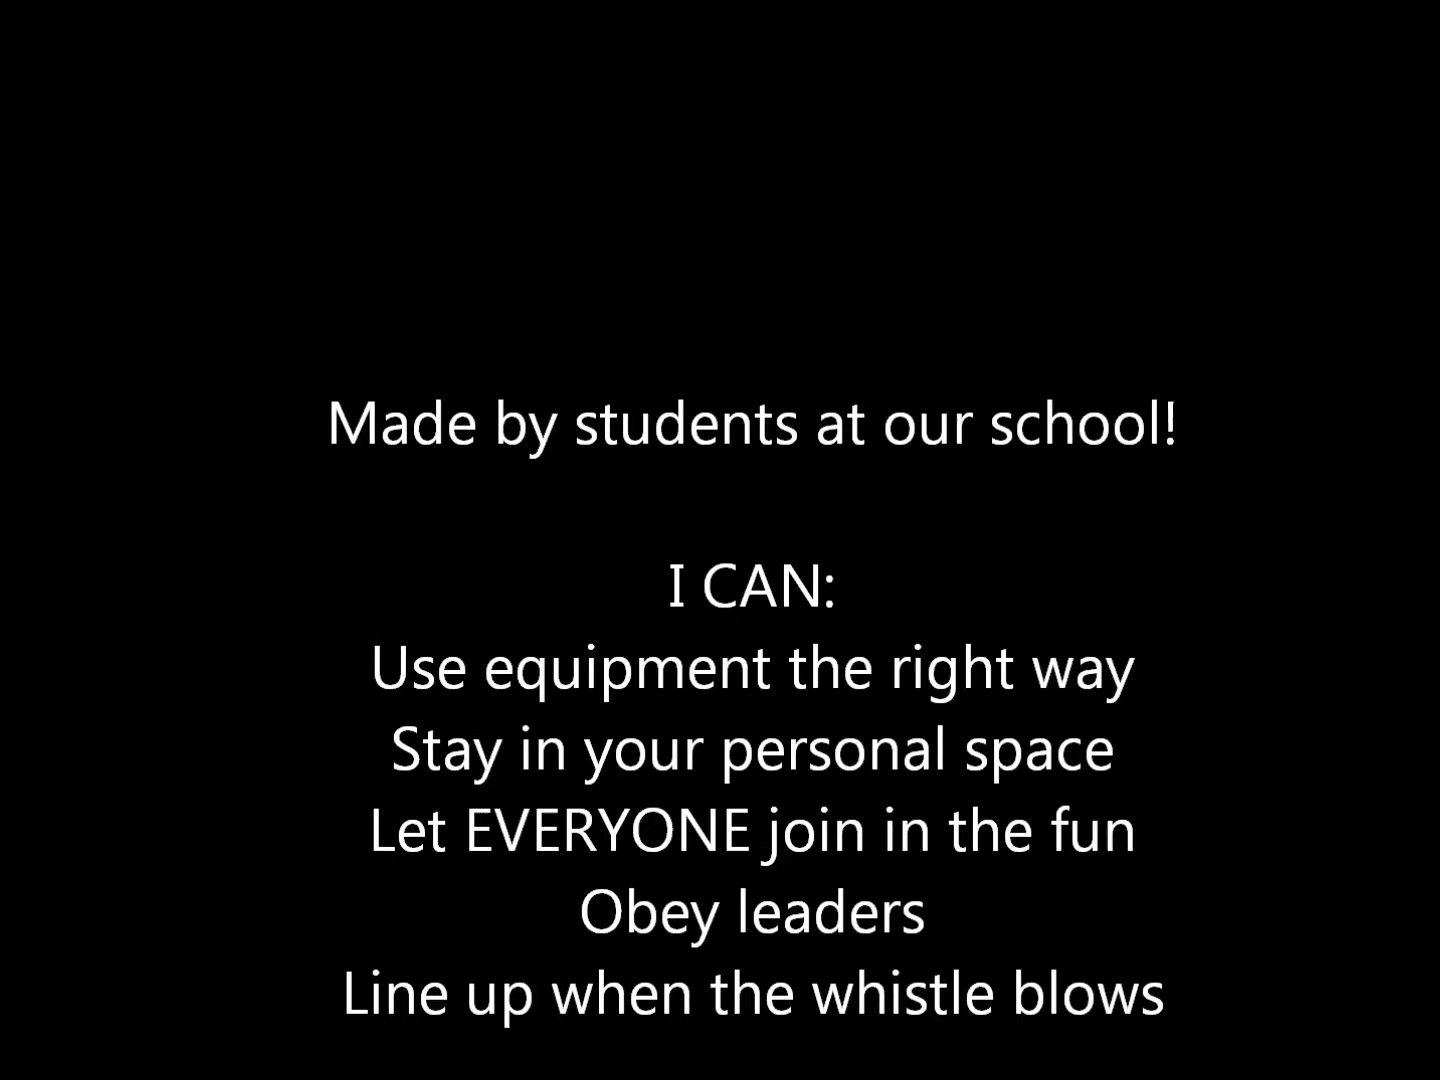 Made by students at our school!
I CAN:
Use equipment the right way
Stay in your personal space
Let EVERYONE join in the fun
Obey leaders
Line up when the whistle blows